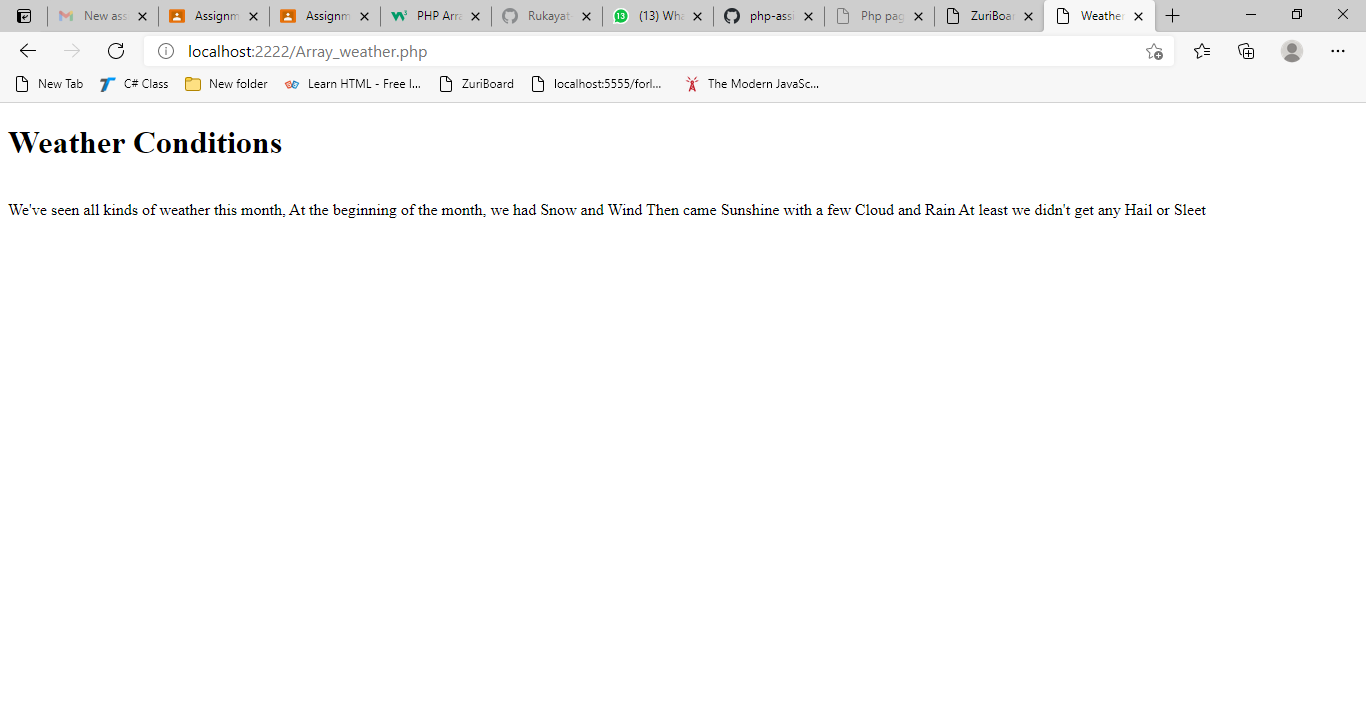 New ass Assignm Assignm PHP Arra Rukayat (13) Wha php-assi Php pag ZuriBoar Weather
localhost:2222/Array_weather.php
New Tab C# Class New folder Learn HTML - Free I... ZuriBoard localhost:5555/forl... The Modern JavaSc...
Weather Conditions
We've seen all kinds of weather this month, At the beginning of the month, we had Snow and Wind Then came Sunshine with a few Cloud and Rain At least we didn't get any Hail or Sleet